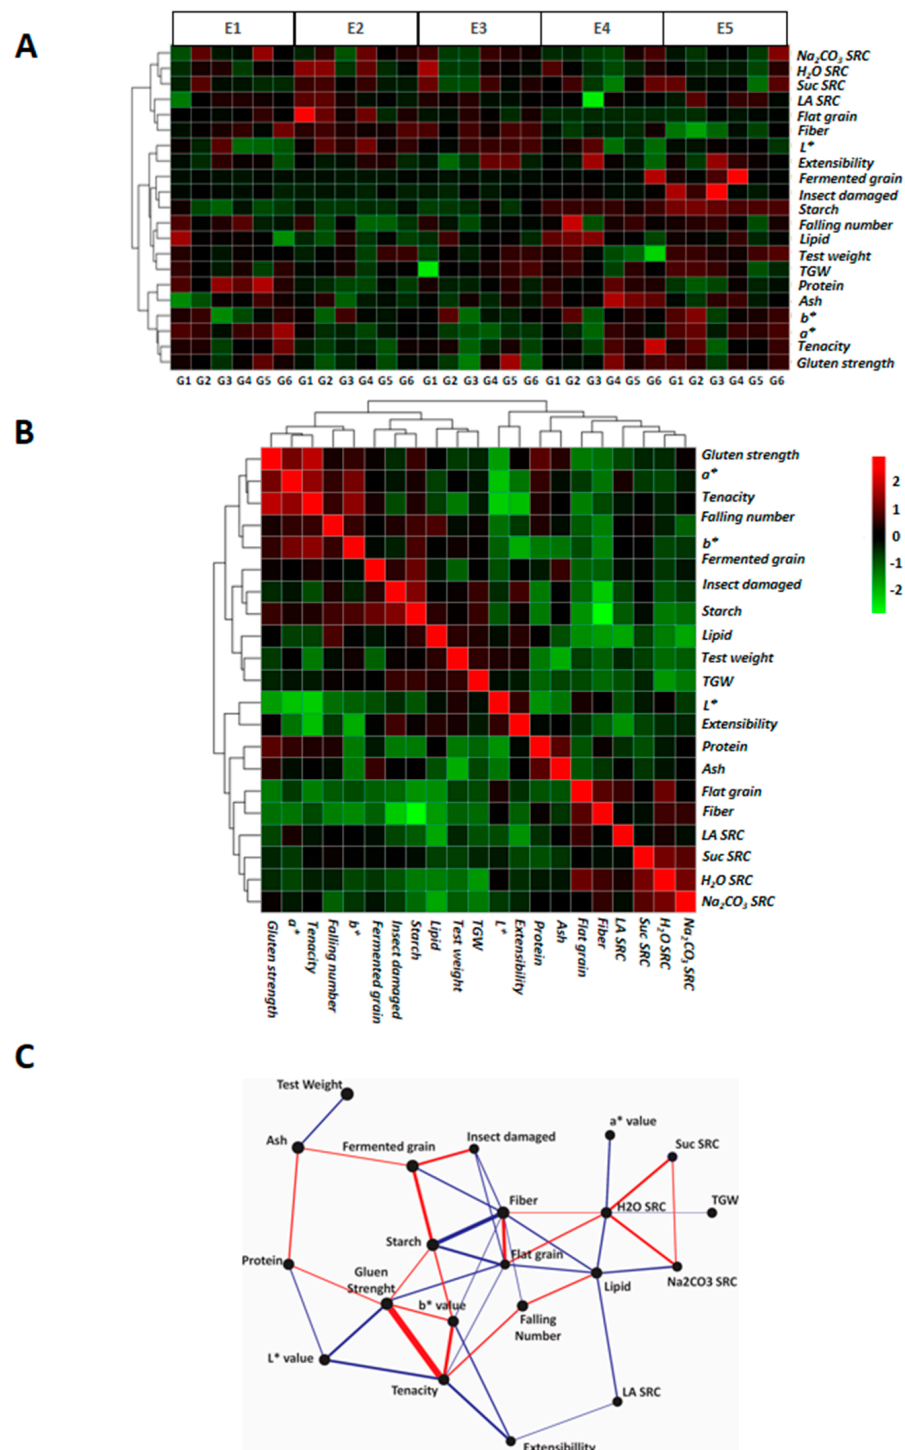 A
E1 E2 E3 E4 E5
Na₂CO₃ SRC
H₂O SRC
Suc SRC
LA SRC
Flat grain
Fiber
L*
Extensibility
Fermented grain
Insect damaged
Starch
Falling number
Lipid
Test weight
TGW
Protein
Ash
b*
a*
Tenacity
Gluten strength
G1 G2 G3 G4 G5 G6 G1 G2 G3 G4 G5 G6 G1 G2 G3 G4 G5 G6 G1 G2 G3 G4 G5 G6 G1 G2 G3 G4 G5 G6
B
Gluten strength
a*
Tenacity
Falling number
b*
Fermented grain
Insect damaged
Starch
Lipid
Test weight
TGW
L*
Extensibility
Protein
Ash
Flat grain
Fiber
LA SRC
Suc SRC
H₂O SRC
Na₂CO₃ SRC
2
1
0
-1
-2
Gluten strength
a*
Tenacity
Falling number
b*
Fermented grain
Insect damaged
Starch
Lipid
Test weight
TGW
L*
Extensibility
Protein
Ash
Flat grain
Fiber
LA SRC
Suc SRC
H₂O SRC
Na₂CO₃ SRC
C
Test Weight
Ash
Fermented grain
Insect damaged
a* value
Suc SRC
Fiber
H2O SRC
TGW
Starch
Flat grain
Protein
Gluen
Strenght
Lipid
Na2CO3 SRC
b* value
Falling
Number
L* value
Tenacity
LA SRC
Extensibillity